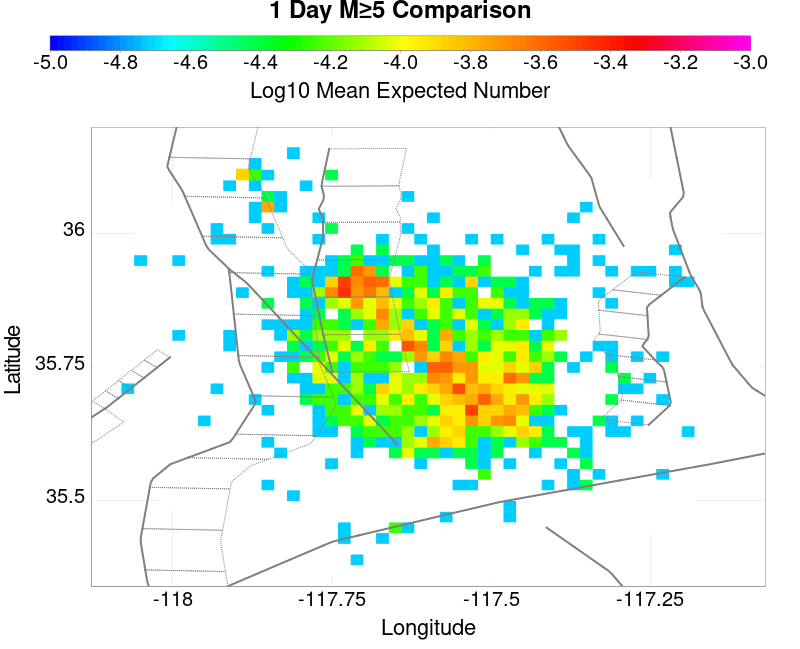 1 Day M≥5 Comparison
-5.0 -4.8 -4.6 -4.4 -4.2 -4.0 -3.8 -3.6 -3.4 -3.2 -3.0
Log10 Mean Expected Number
36
35.75
35.5
Latitude
-118 -117.75 -117.5 -117.25
Longitude